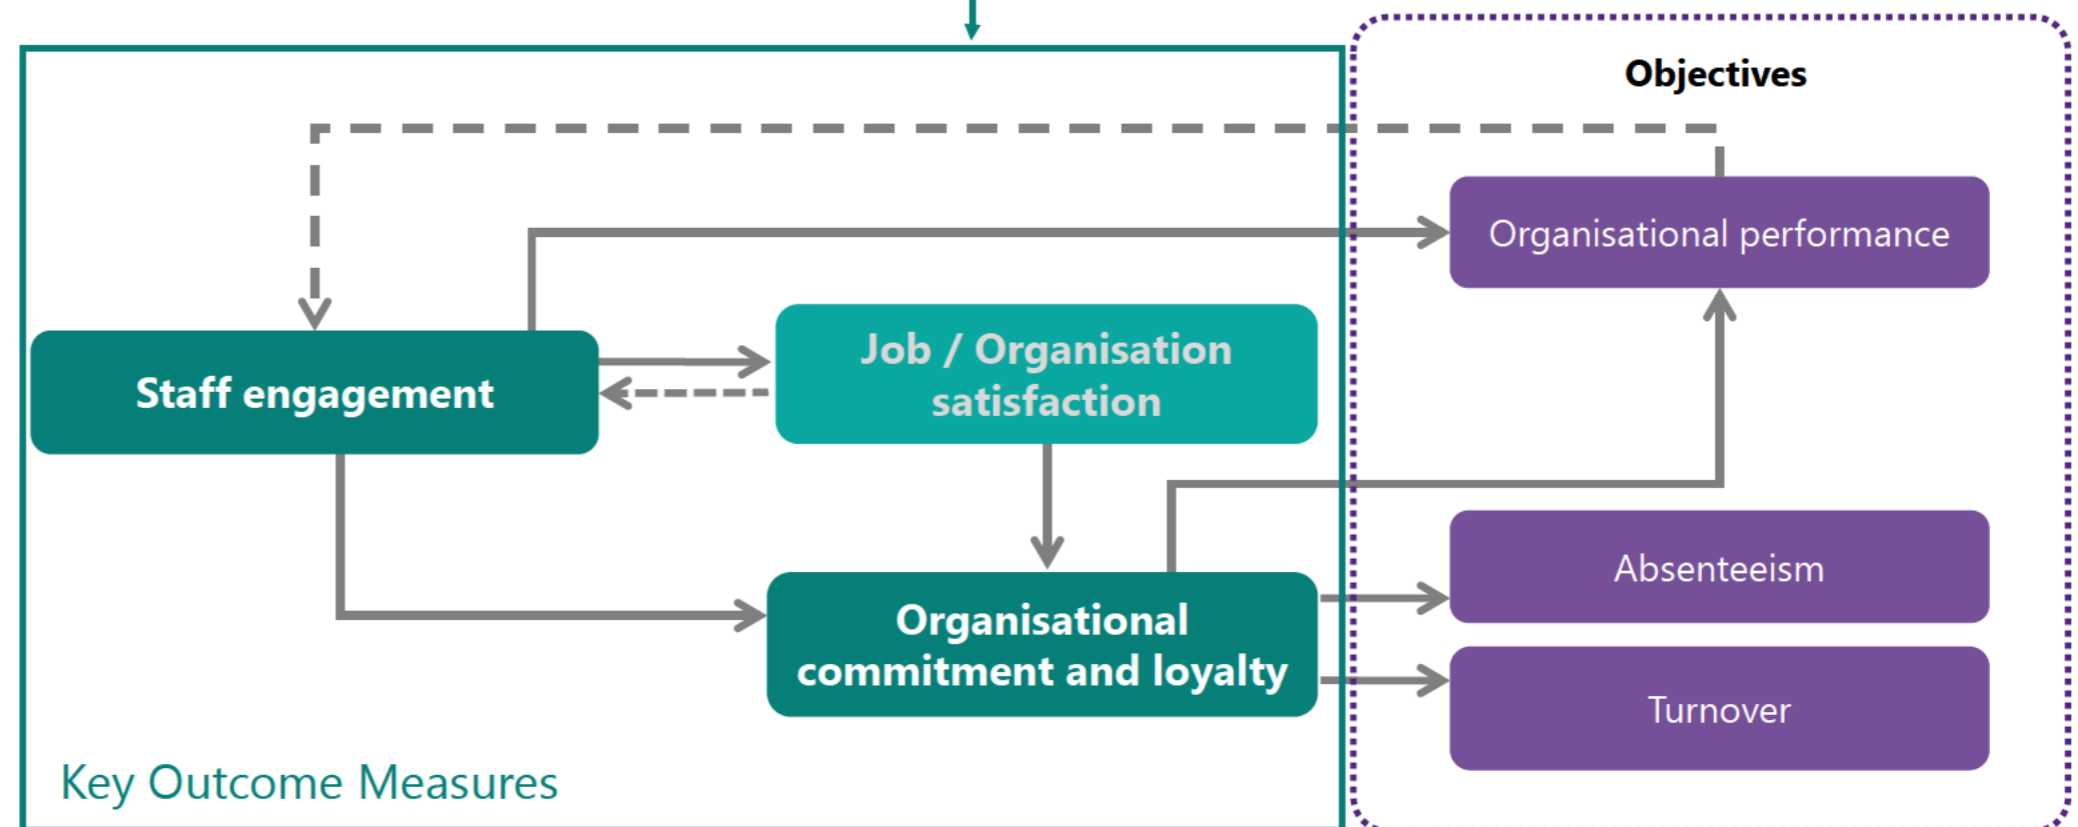 Objectives
Organisational performance
Staff engagement
Job / Organisation
satisfaction
Absenteeism
Organisational
commitment and loyalty
Turnover
Key Outcome Measures